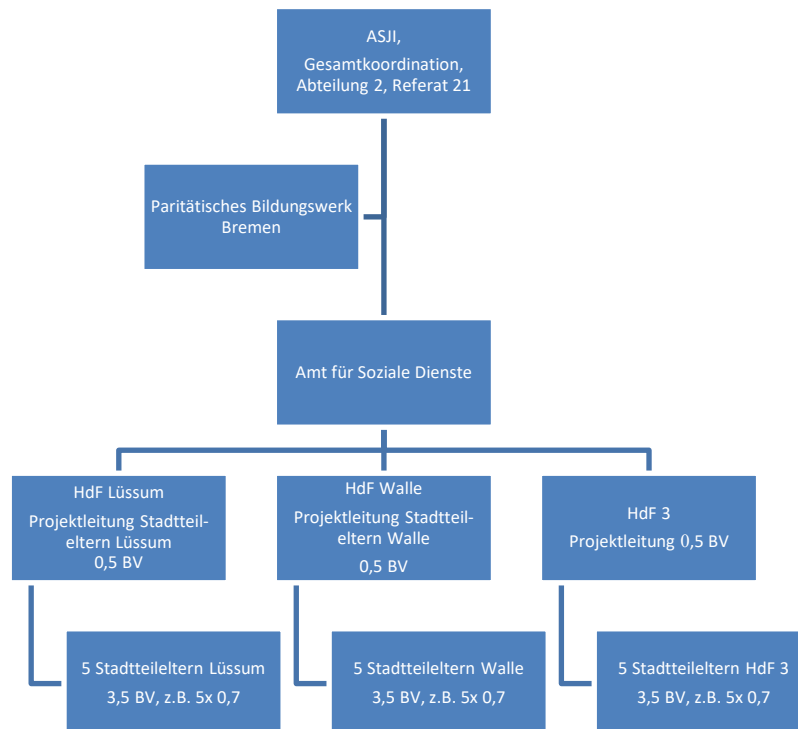 ASJI,
Gesamtkoordination,
Abteilung 2, Referat 21
Paritätisches Bildungswerk
Bremen
Amt für Soziale Dienste
HdF Lüssum
Projektleitung Stadtteil-
eltern Lüssum
0,5 BV
HdF Walle
Projektleitung Stadtteil-
eltern Walle
0,5 BV
HdF 3
Projektleitung 0,5 BV
5 Stadtteileltern Lüssum
3,5 BV, z.B. 5x 0,7
5 Stadtteileltern Walle
3,5 BV, z.B. 5x 0,7
5 Stadtteileltern HdF 3
3,5 BV, z.B. 5x 0,7